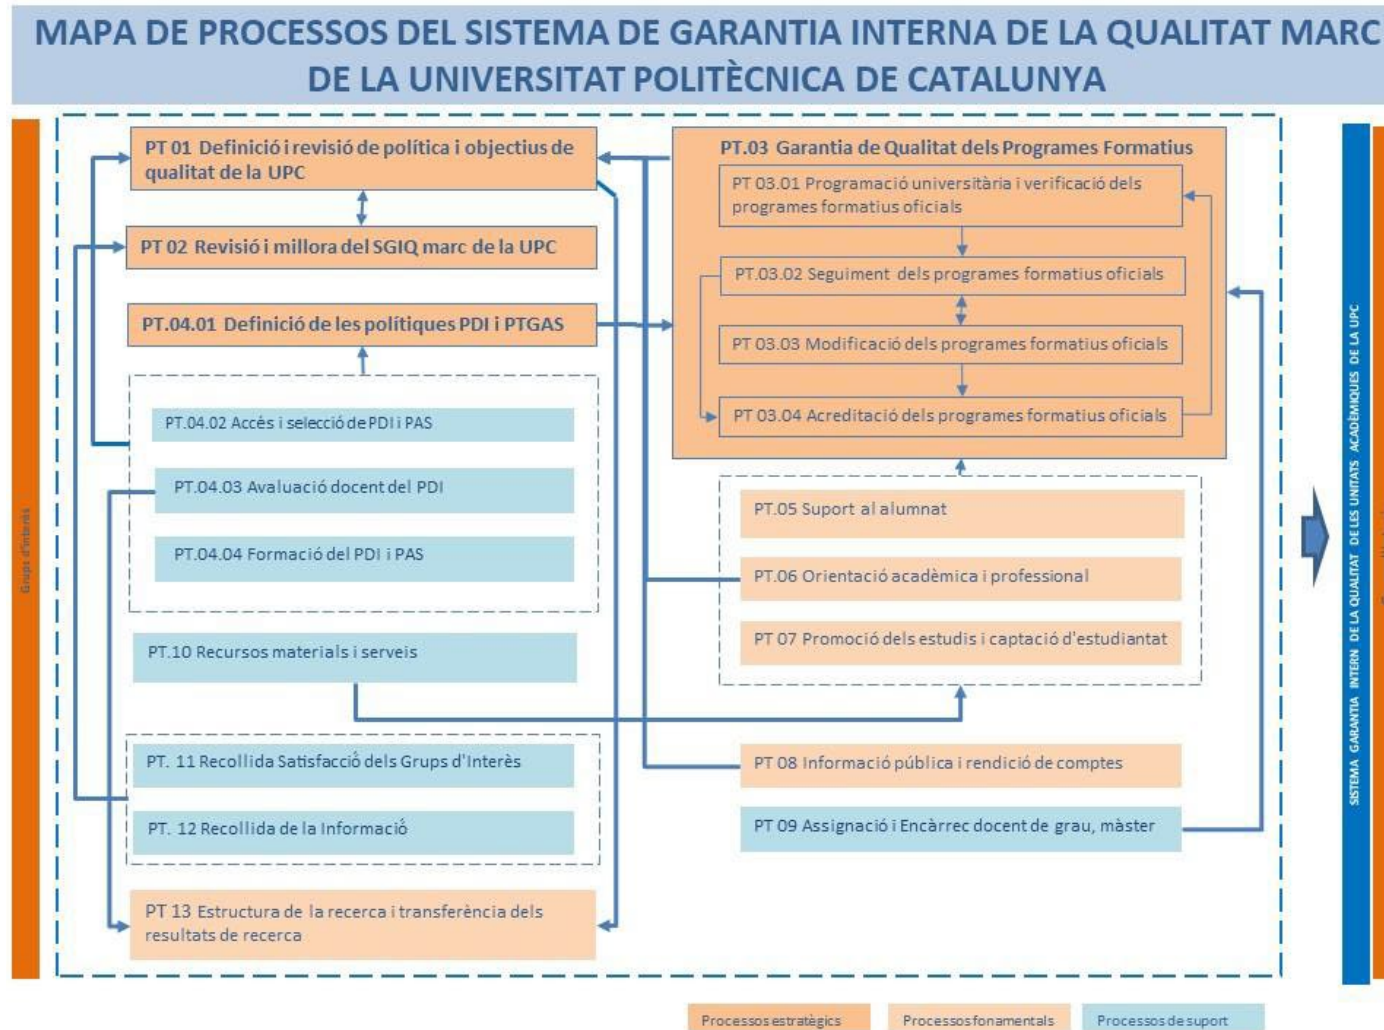 MAPA DE PROCESSOS DEL SISTEMA DE GARANTIA INTERNA DE LA QUALITAT MARC
DE LA UNIVERSITAT POLITÈCNICA DE CATALUNYA
Grups d'interès
PT 01 Definició i revisió de política i objectius de
qualitat de la UPC
PT 02 Revisió i millora del SGIQ marc de la UPC
PT.04.01 Definició de les polítiques PDI i PTGAS
PT.04.02 Accès i selecció de PDI i PAS
PT.04.03 Avaluació docent del PDI
PT.04.04 Formació del PDI i PAS
PT.10 Recursos materials i serveis
PT. 11 Recollida Satisfacció dels Grups d'Interès
PT. 12 Recollida de la Informació
PT 13 Estructura de la recerca i transferència dels
resultats de recerca
PT.03 Garantia de Qualitat dels Programes Formatius
PT 03.01 Programació universitària i verificació dels
programes formatius oficials
PT.03.02 Seguiment dels programes formatius oficials
PT 03.03 Modificació dels programes formatius oficials
PT 03.04 Acreditació dels programes formatius oficials
PT.05 Suport al alumnat
PT.06 Orientació acadèmica i professional
PT 07 Promoció dels estudis i captació d'estudiantat
PT 08 Informació pública i rendició de comptes
PT 09 Assignació i Encàrrec docent de grau, màster
SISTEMA GARANTIA INTERN DE LA QUALITAT DE LES UNITATS ACADÈMIQUES DE LA UPC
Processos estratègics
Processos fonamentals
Processos de suport